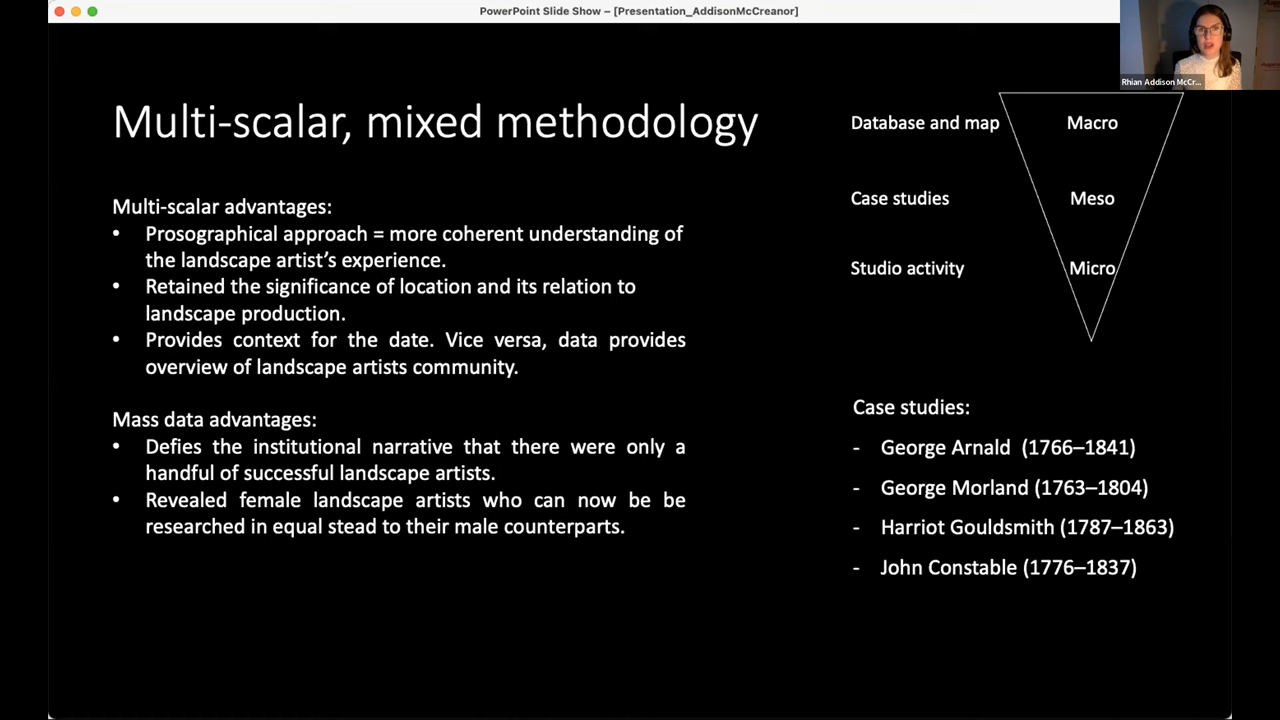 PowerPoint Slide Show – [Presentation_AddisonMcCreanor]
Rhian Addison McCr...
Multi-scalar, mixed methodology
Multi-scalar advantages:
• Prosographical approach = more coherent understanding of
the landscape artist’s experience.
• Retained the significance of location and its relation to
landscape production.
• Provides context for the date. Vice versa, data provides
overview of landscape artists community.
Mass data advantages:
• Defies the institutional narrative that there were only a
handful of successful landscape artists.
• Revealed female landscape artists who can now be be
researched in equal stead to their male counterparts.
Database and map Macro
Case studies Meso
Studio activity Micro
Case studies:
- George Arnald (1766–1841)
- George Morland (1763–1804)
- Harriot Gouldsmith (1787–1863)
- John Constable (1776–1837)